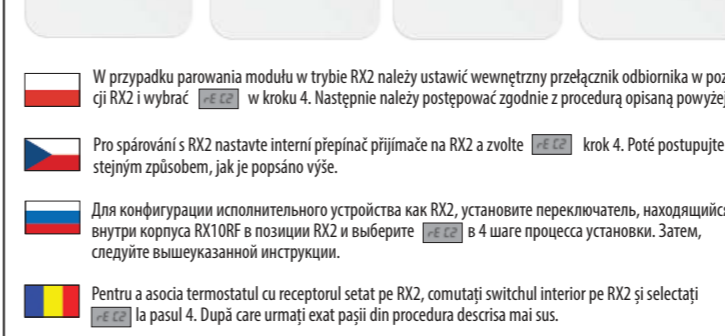 W przypadku parowania modułu w trybie RX2 należy ustawić wewnętrzny przełącznik odbiornika w poz
cji RX2 i wybrać rEC2 w kroku 4. Następnie należy postępować zgodnie z procedurą opisaną powyżej
Pro spárování s RX2 nastavte interní přepínač přijímače na RX2 a zvolte rEC2 krok 4. Poté postupujte
stejným způsobem, jak je popsáno výše.
Для конфигурации исполнительного устройства как RX2, установите переключатель, находящийся
внутри корпуса RX10RF в позиции RX2 и выберите rEC2 в 4 шаге процесса установки. Затем,
следуйте вышеуказанной инструкции.
Pentru a asocia termostatul cu receptorul setat pe RX2, comutați switchul interior pe RX2 și selectați
rEC2 la pasul 4. După care urmați exat pașii din procedura descrisa mai sus.